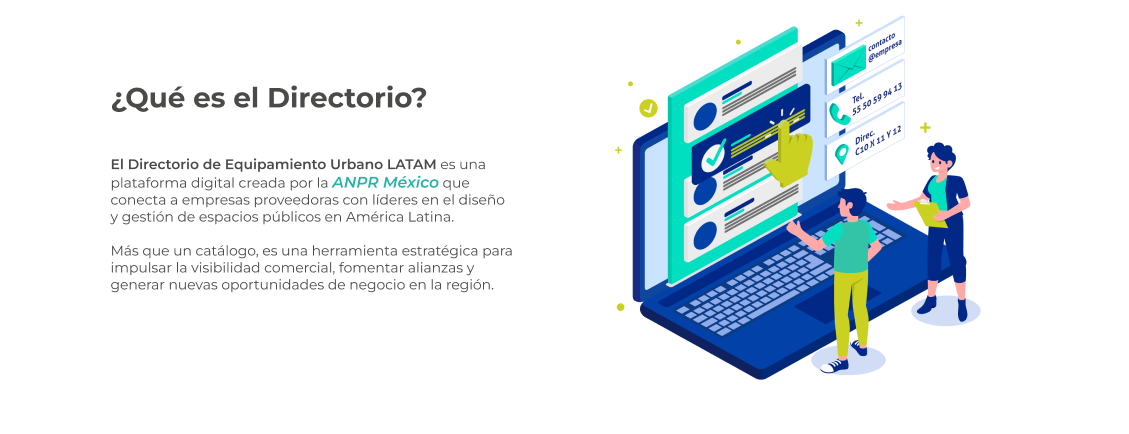 ¿Qué es el Directorio?
El Directorio de Equipamiento Urbano LATAM es una
plataforma digital creada por la ANPR México que
conecta a empresas proveedoras con líderes en el diseño
y gestión de espacios públicos en América Latina.
Más que un catálogo, es una herramienta estratégica para
impulsar la visibilidad comercial, fomentar alianzas y
generar nuevas oportunidades de negocio en la región.
contacto
@empresa
Tel.
55 50 59 94 13
Direc.
C10 X 11 Y 12